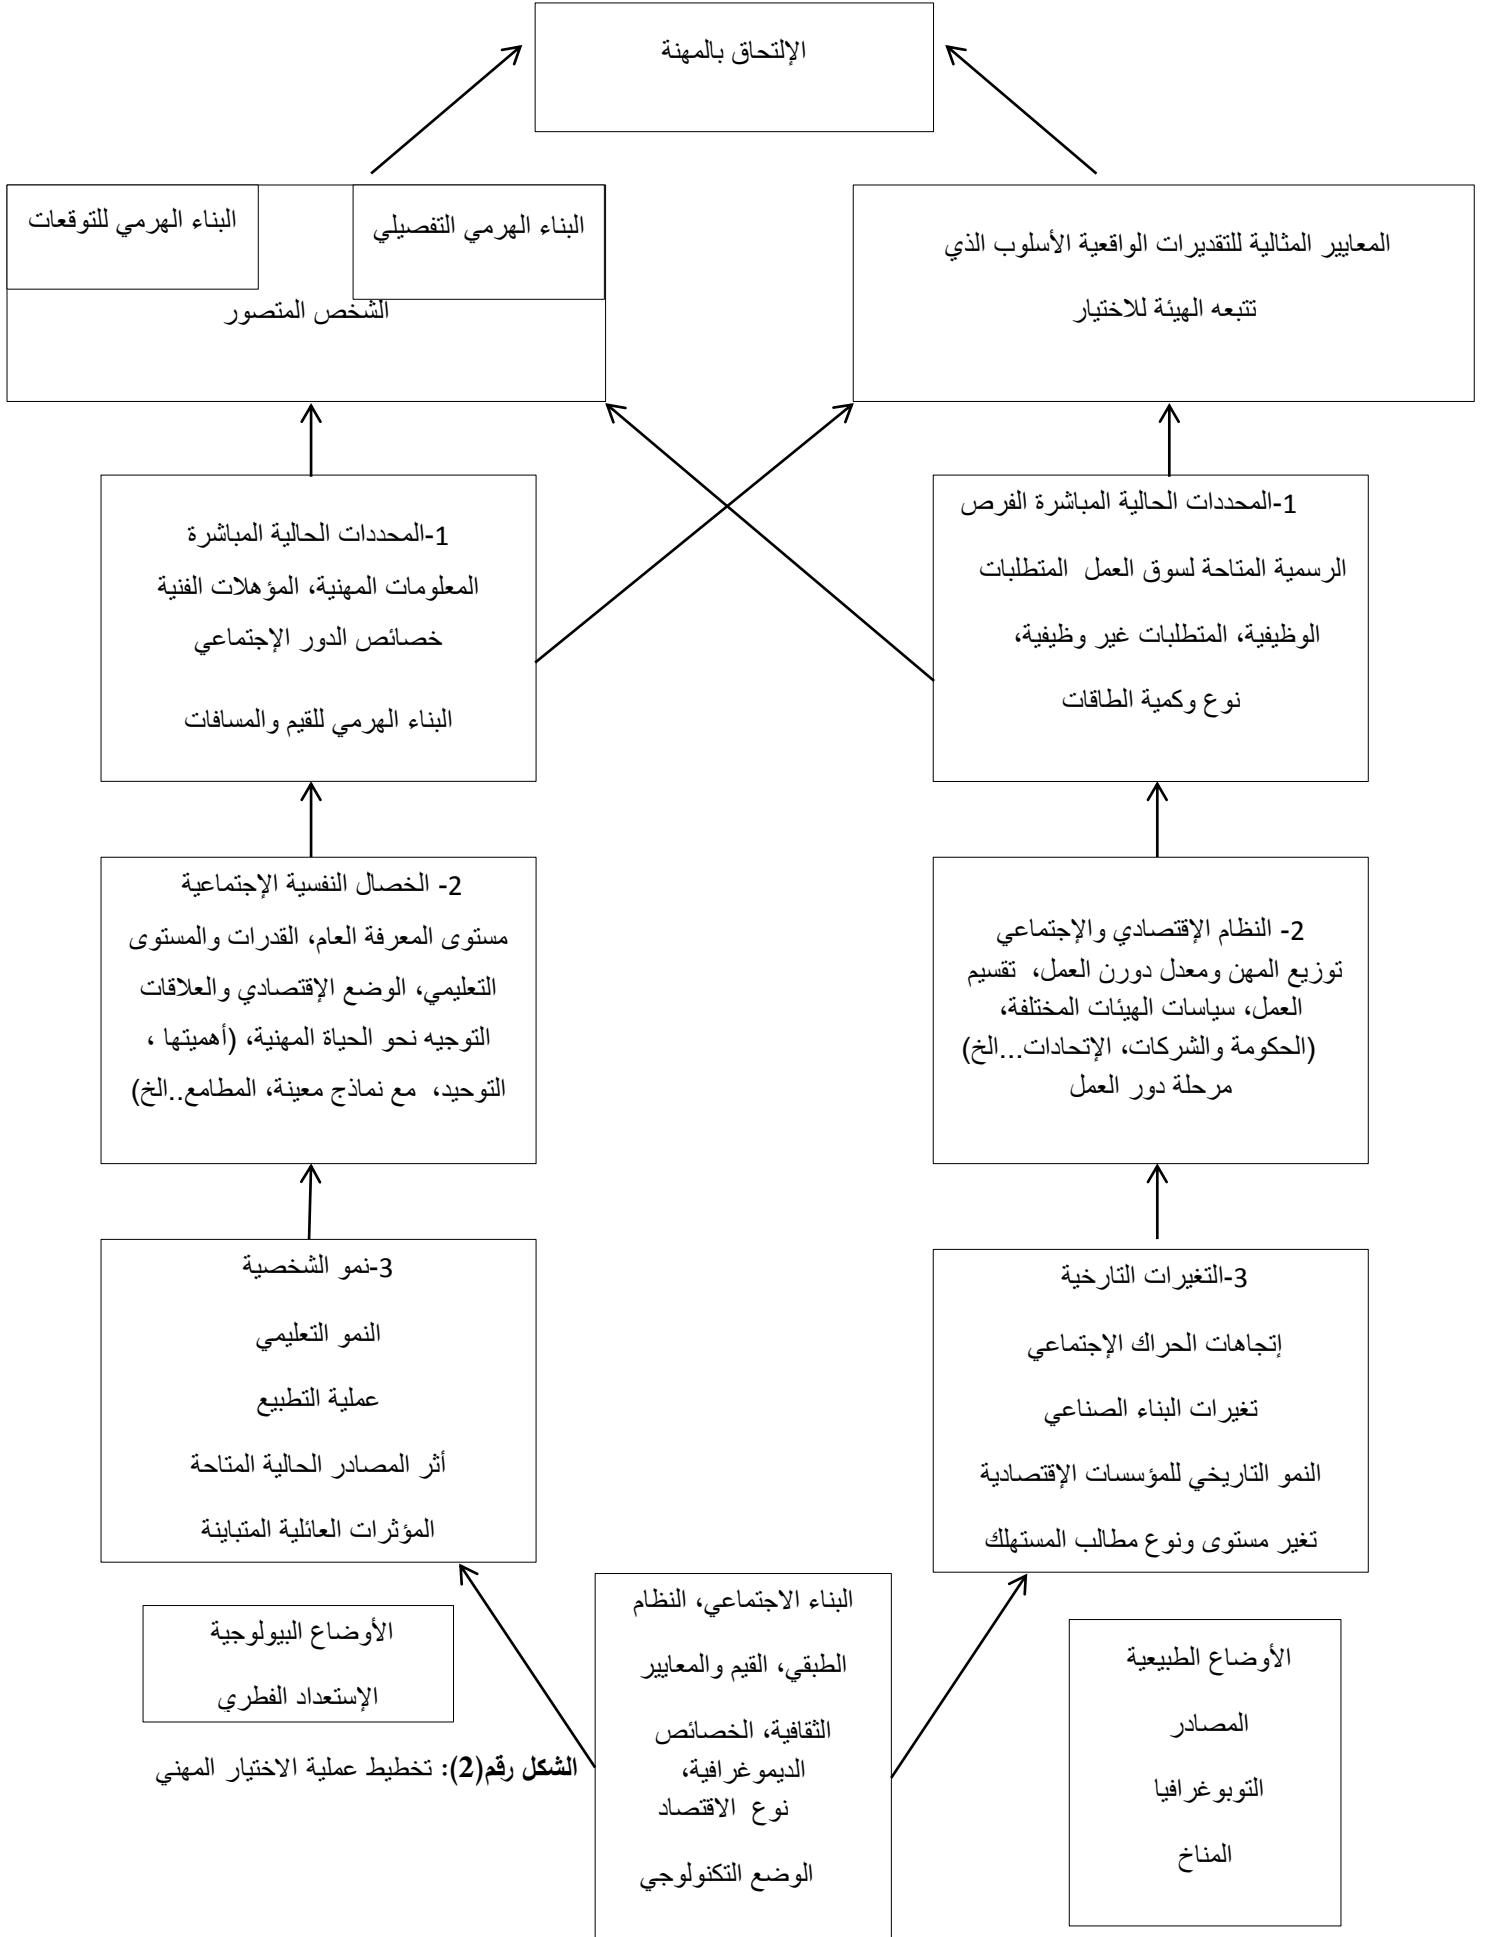 الإلتحاق بالمهنة
المعايير المثالية للتقديرات الواقعية الأسلوب الذي
تتبعه الهيئة للاختيار
البناء الهرمي التفصيلي
البناء الهرمي للتوقعات
الشخص المتصور
1-المحددات الحالية المباشرة الفرص
الرسمية المتاحة لسوق العمل المتطلبات
الوظيفية، المتطلبات غير وظيفية،
نوع وكمية الطاقات
1-المحددات الحالية المباشرة
المعلومات المهنية، المؤهلات الفنية
خصائص الدور الإجتماعي
البناء الهرمي للقيم والمسافات
2- النظام الإقتصادي والإجتماعي
توزيع المهن ومعدل دورن العمل، تقسيم
العمل، سياسات الهيئات المختلفة،
(الحكومة والشركات، الإتحادات...الخ)
مرحلة دور العمل
2- الخصال النفسية الإجتماعية
مستوى المعرفة العام، القدرات والمستوى
التعليمي، الوضع الإقتصادي والعلاقات
التوجيه نحو الحياة المهنية، (أهميتها ،
التوحيد، مع نماذج معينة، المطامع..الخ)
3-التغيرات التارخية
إتجاهات الحراك الإجتماعي
تغيرات البناء الصناعي
النمو التاريخي للمؤسسات الإقتصادية
تغير مستوى ونوع مطالب المستهلك
3-نمو الشخصية
النمو التعليمي
عملية التطبيع
أثر المصادر الحالية المتاحة
المؤثرات العائلية المتباينة
الأوضاع الطبيعية
المصادر
التوبوغرافيا
المناخ
البناء الاجتماعي، النظام
الطبقي، القيم والمعايير
الثقافية، الخصائص
الديموغرافية،
نوع الاقتصاد
الوضع التكنولوجي
الأوضاع البيولوجية
الإستعداد الفطري
الشكل رقم(2): تخطيط عملية الاختيار المهني